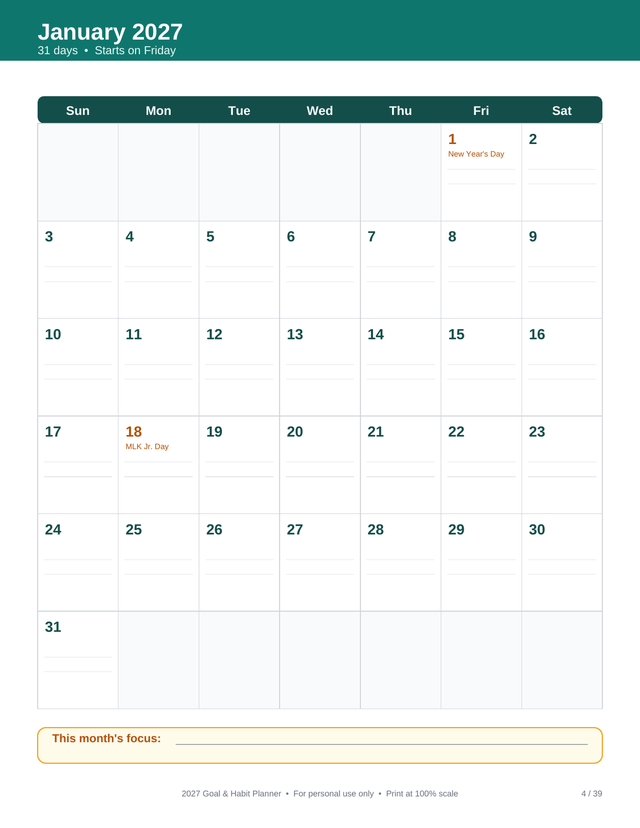 January 2027
31 days • Starts on Friday
Sun Mon Tue Wed Thu Fri Sat
1 2
New Year's Day
3 4 5 6 7 8 9
10 11 12 13 14 15 16
17 18 19 20 21 22 23
MLK Jr. Day
24 25 26 27 28 29 30
31
This month's focus:
2027 Goal & Habit Planner • For personal use only • Print at 100% scale 4 / 39